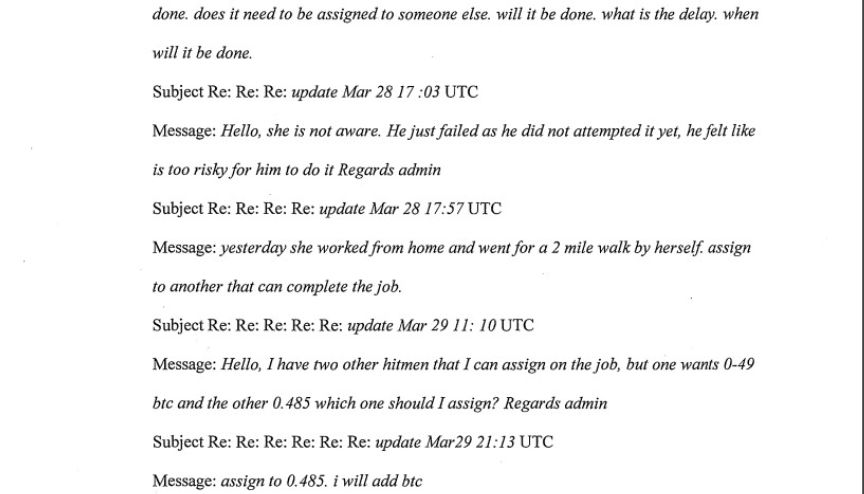 done. does it need to be assigned to someone else. will it be done. what is the delay. when
will it be done.
Subject Re: Re: Re: update Mar 28 17 :03 UTC
Message: Hello, she is not aware. He just failed as he did not attempted it yet, he felt like
is too risky for him to do it Regards admin
Subject Re: Re: Re: Re: update Mar 28 17:57 UTC
Message: yesterday she worked from home and went for a 2 mile walk by herself. assign
to another that can complete the job.
Subject Re: Re: Re: Re: Re: update Mar 29 11: 10 UTC
Message: Hello, I have two other hitmen that I can assign on the job, but one wants 0-49
btc and the other 0.485 which one should I assign? Regards admin
Subject Re: Re: Re: Re: Re: Re: update Mar29 21:13 UTC
Message: assign to 0.485. i will add btc